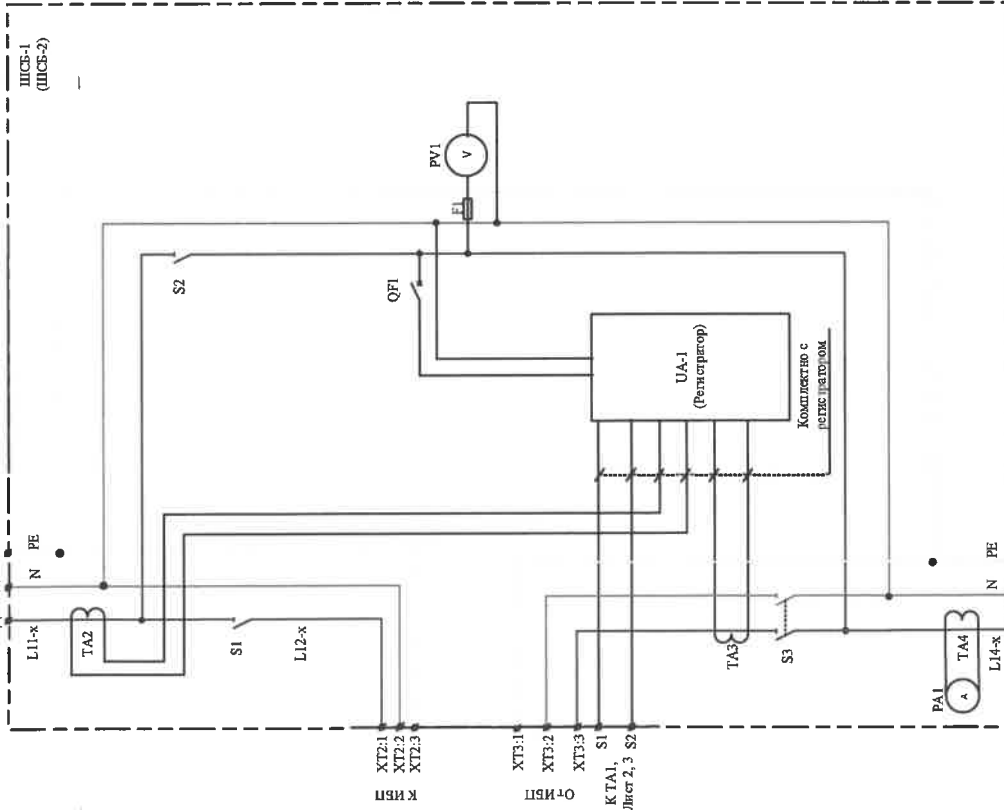 ШСБ-1
(ШСБ-2)
PV1
V
F1
S2
QF1
UA-1
(Регистратор)
Комплектно с
регистратором
PE
N
L11-x
TA2
S1
L12-x
XT2:1
XT2:2
XT2:3
К ИБП
XT3:1
XT3:2
XT3:3
От ИБП
S1
S2
К ТА1,
Лист 2, 3
TA3
S3
PE
N
TA4
L14-x
PA1
A